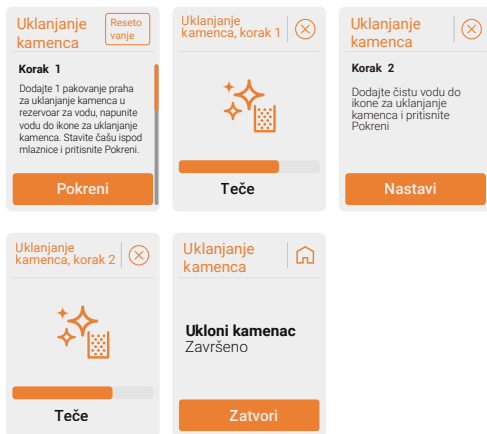 Uklanjanje
kamenca
Reseto
vanje
Korak 1
Dodajte 1 pakovanje praha
za uklanjanje kamenca u
rezervoar za vodu, napunite
vodu do ikone za uklanjanje
kamenca. Stavite čašu ispod
mlaznice i pritisnite Pokreni.
Pokreni
Uklanjanje
kamenca, korak 1
Teče
Uklanjanje
kamenca
Korak 2
Dodajte čistu vodu do
ikone za uklanjanje
kamenca i pritisnite
Pokreni
Nastavi
Uklanjanje
kamenca, korak 2
Teče
Uklanjanje
kamenca
Ukloni kamenac
Završeno
Zatvori